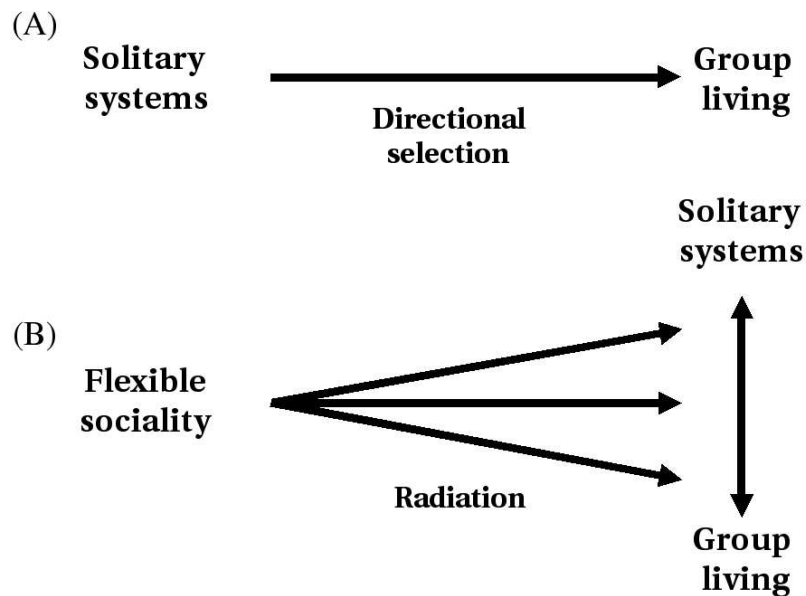 (A)
Solitary
systems
Directional
selection
Group
living
(B)
Flexible
sociality
Radiation
Solitary
systems
Group
living